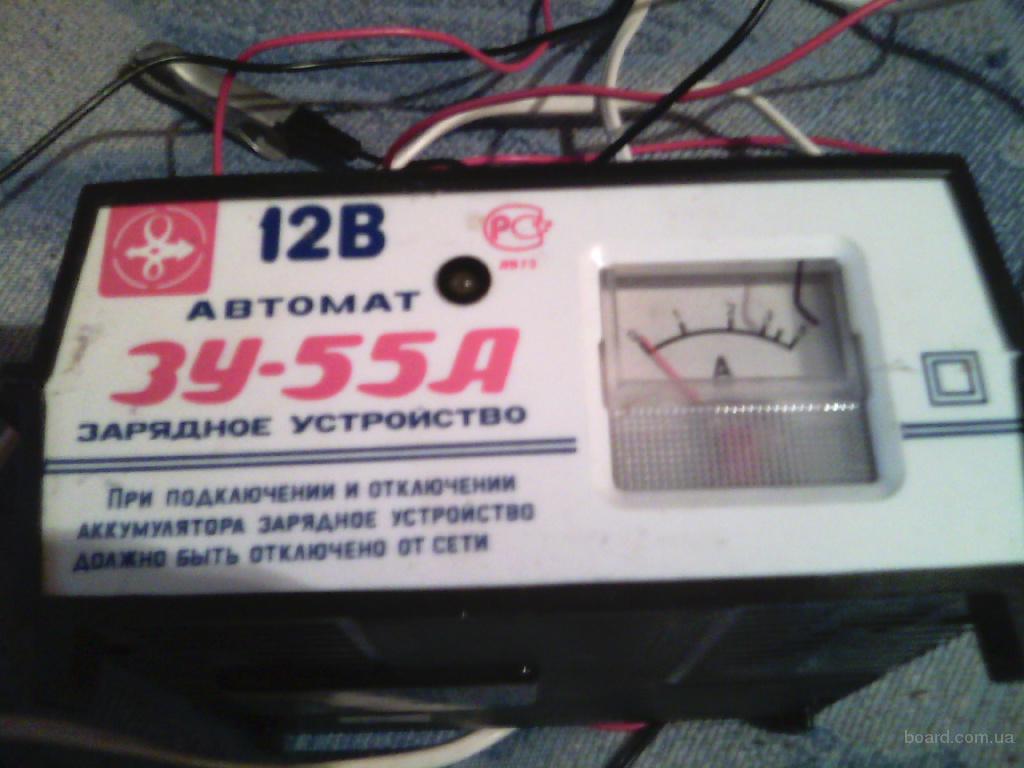 12В
РС
АВТОМАТ
ЗУ-55А
ЗАРЯДНОЕ УСТРОЙСТВО
ПРИ ПОДКЛЮЧЕНИИ И ОТКЛЮЧЕНИИ
АККУМУЛЯТОРА ЗАРЯДНОЕ УСТРОЙСТВО
ДОЛЖНО БЫТЬ ОТКЛЮЧЕНО ОТ СЕТИ
А
board.com.ua